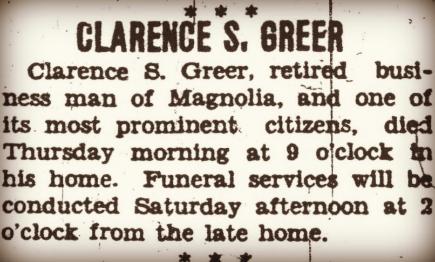 * * *
CLARENCE S. GREER
Clarence S. Greer, retired busi-
ness man of Magnolia, and one of
its most prominent citizens, died
Thursday morning at 9 o'clock in
his home. Funeral services will be
conducted Saturday afternoon at 2
o'clock from the late home.
* * *